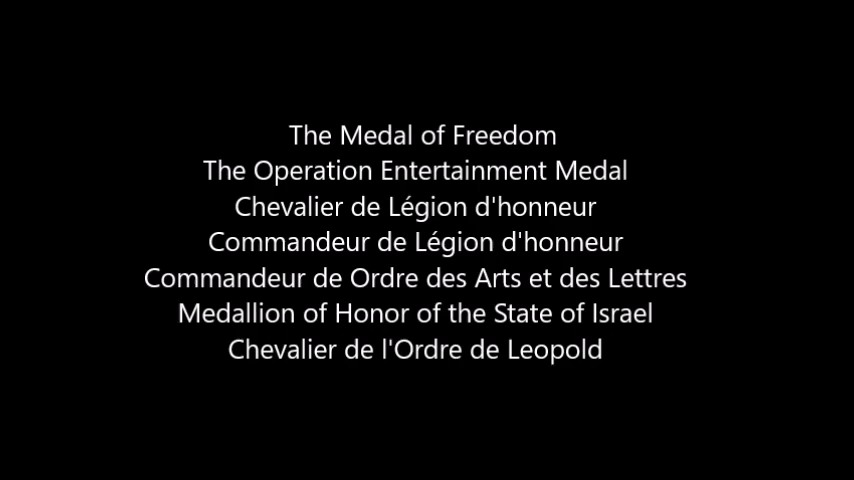 The Medal of Freedom
The Operation Entertainment Medal
Chevalier de Légion d'honneur
Commandeur de Légion d'honneur
Commandeur de Ordre des Arts et des Lettres
Medallion of Honor of the State of Israel
Chevalier de l'Ordre de Leopold